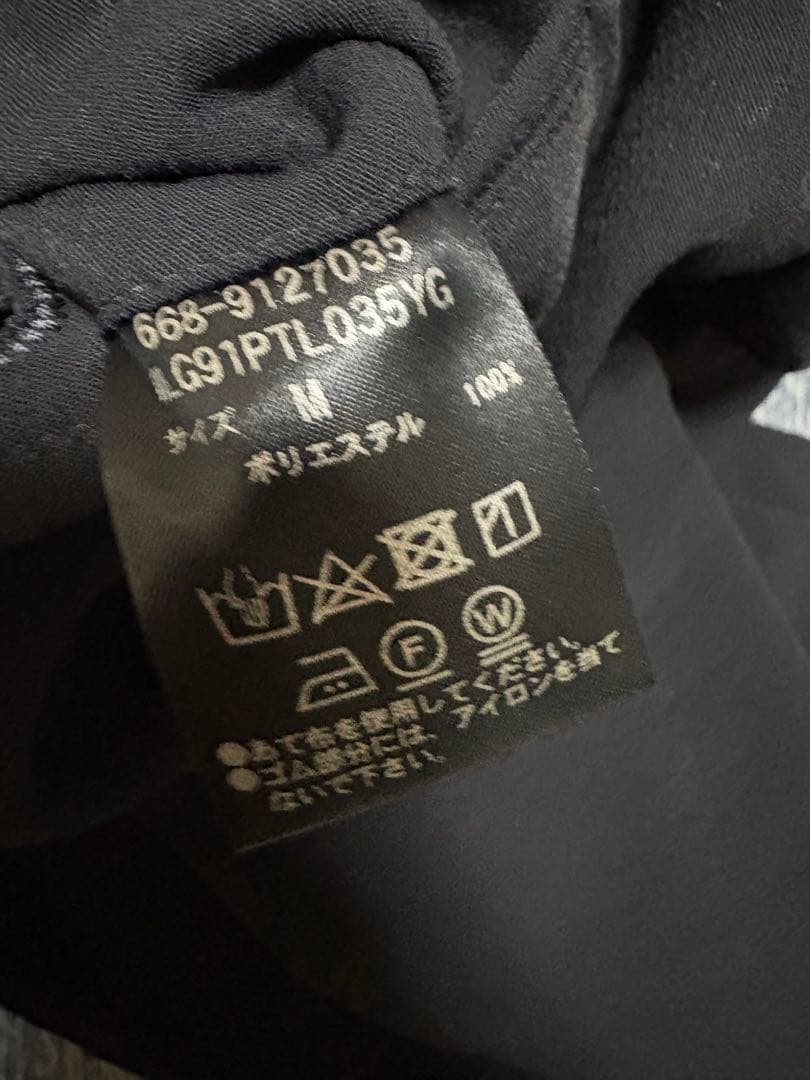 668-9127035
LG91PTL035YG
サイズ M
ポリエステル 100%
F W
●あて布を使用してください。
●ゴム部分には、アイロンを当て
ないで下さい。